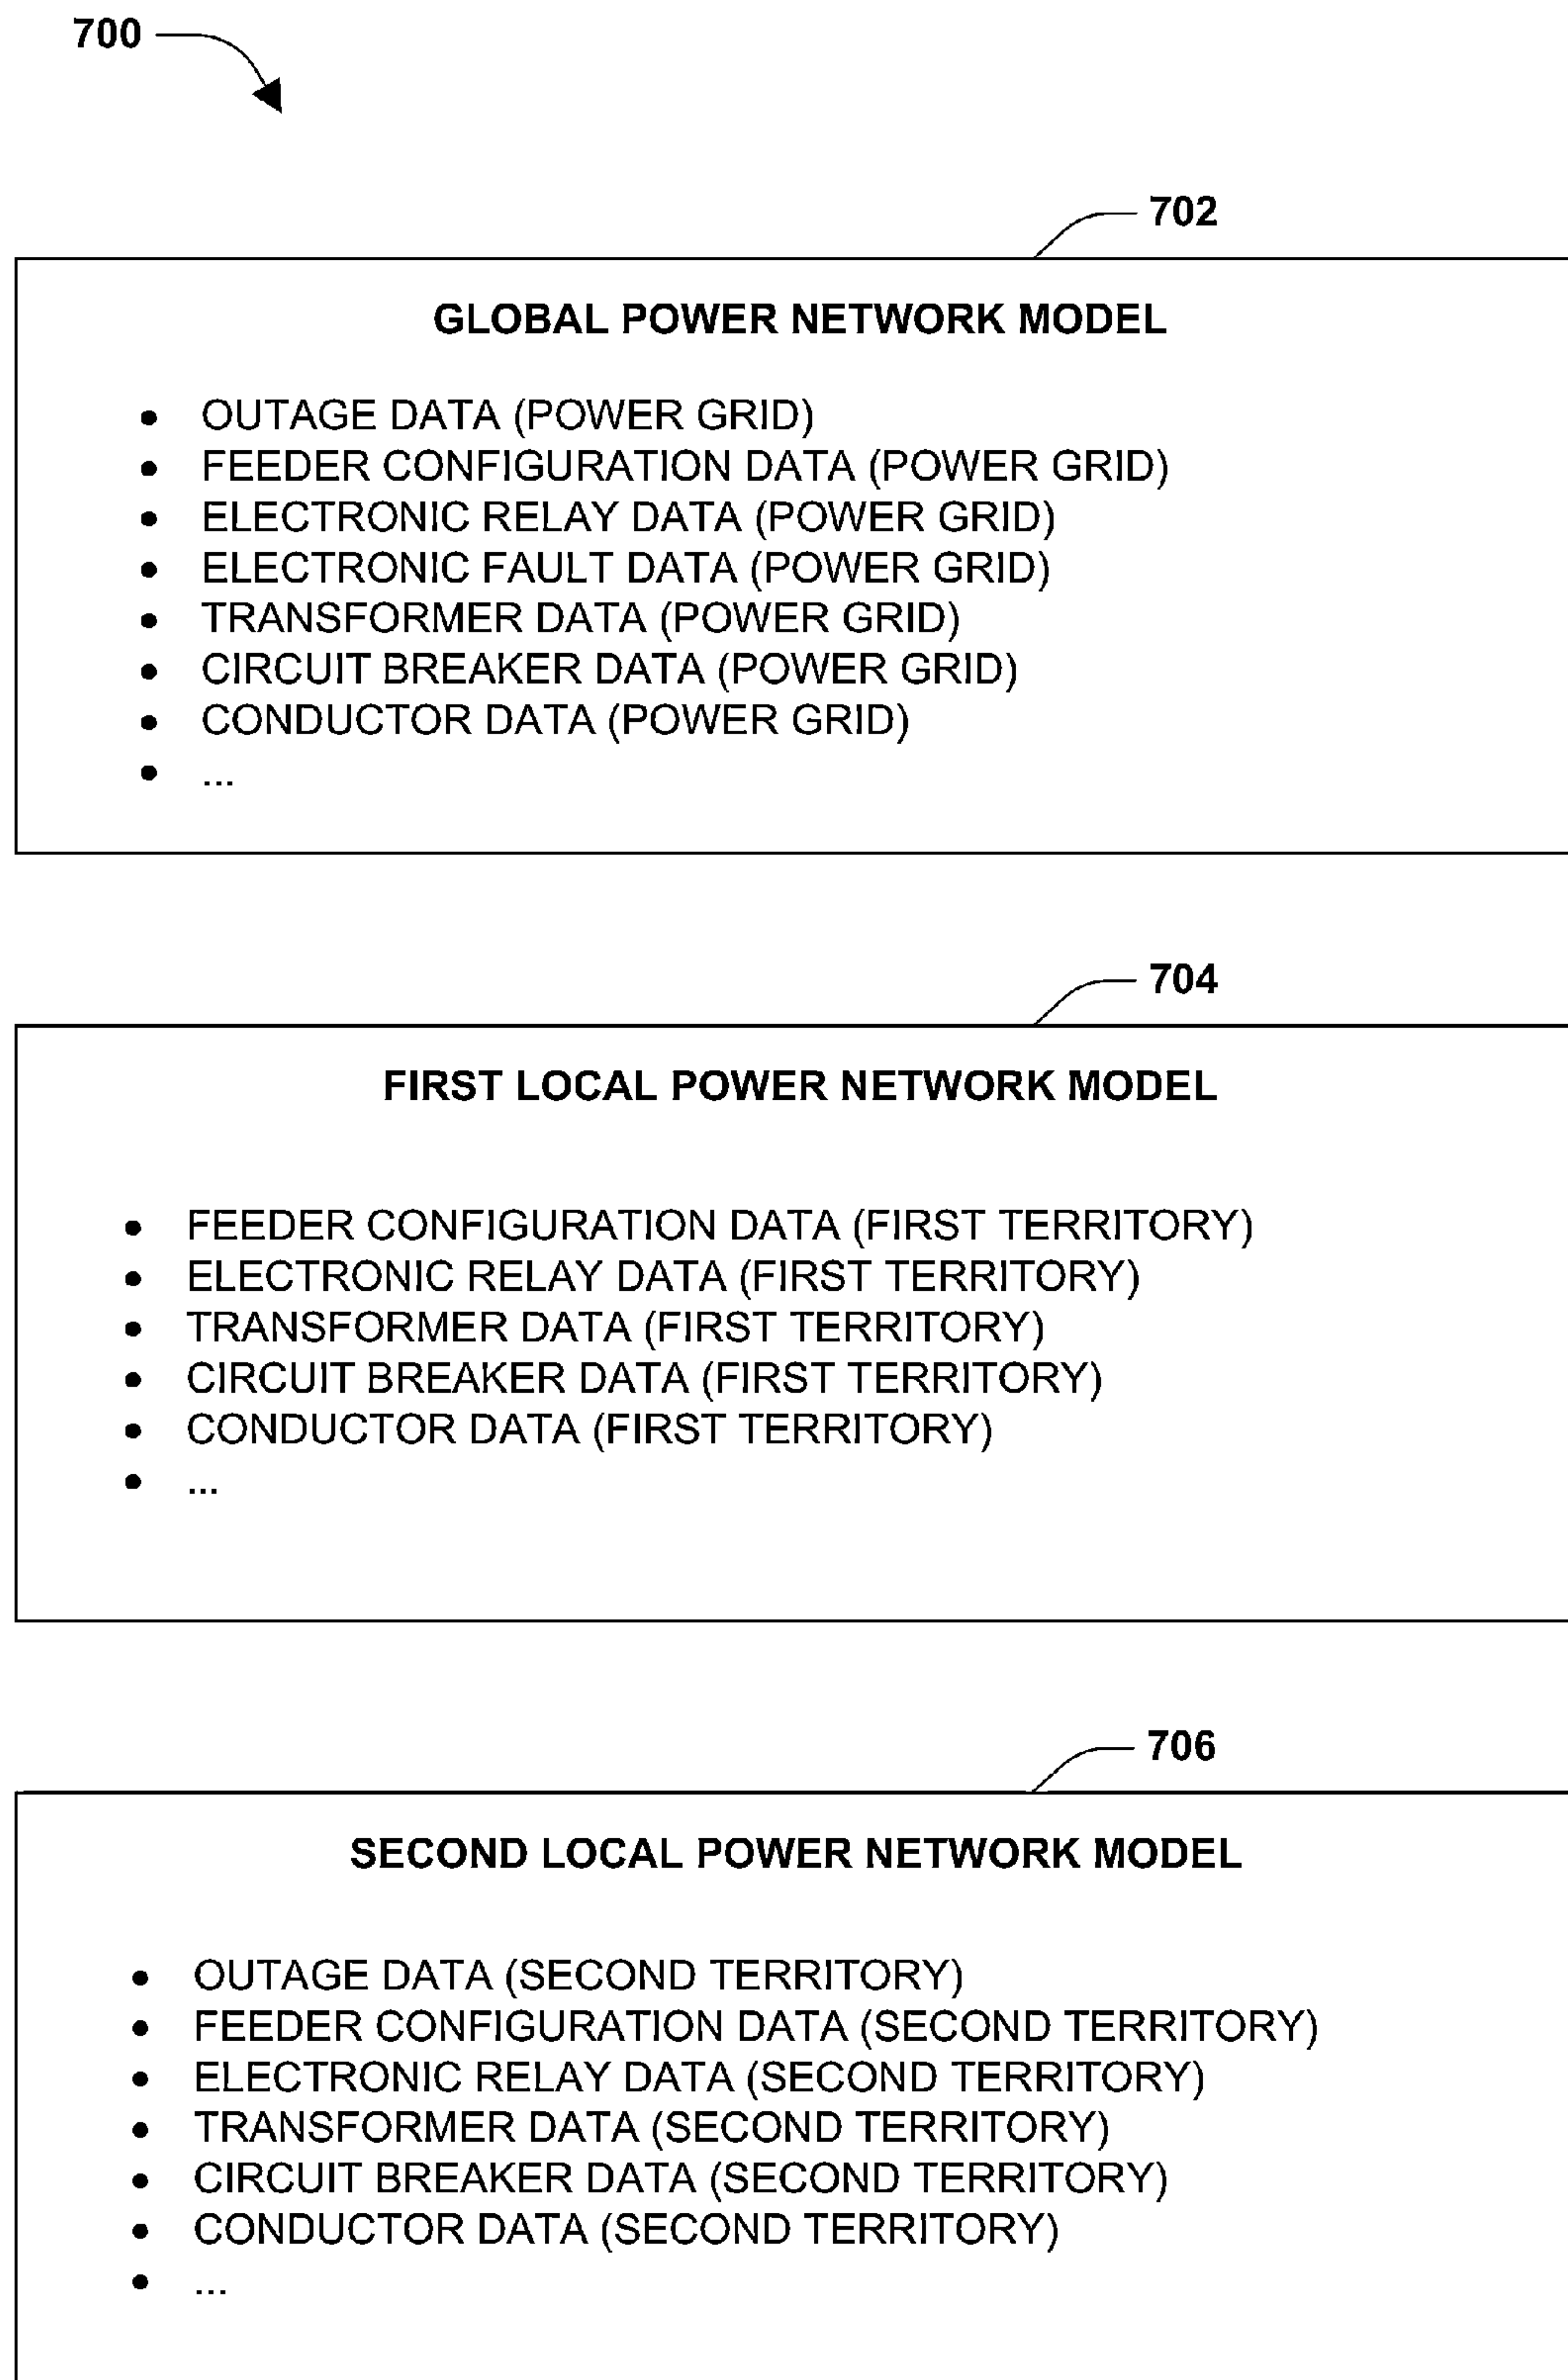 700
702
GLOBAL POWER NETWORK MODEL
• OUTAGE DATA (POWER GRID)
• FEEDER CONFIGURATION DATA (POWER GRID)
• ELECTRONIC RELAY DATA (POWER GRID)
• ELECTRONIC FAULT DATA (POWER GRID)
• TRANSFORMER DATA (POWER GRID)
• CIRCUIT BREAKER DATA (POWER GRID)
• CONDUCTOR DATA (POWER GRID)
• ...
704
FIRST LOCAL POWER NETWORK MODEL
• FEEDER CONFIGURATION DATA (FIRST TERRITORY)
• ELECTRONIC RELAY DATA (FIRST TERRITORY)
• TRANSFORMER DATA (FIRST TERRITORY)
• CIRCUIT BREAKER DATA (FIRST TERRITORY)
• CONDUCTOR DATA (FIRST TERRITORY)
• ...
706
SECOND LOCAL POWER NETWORK MODEL
• OUTAGE DATA (SECOND TERRITORY)
• FEEDER CONFIGURATION DATA (SECOND TERRITORY)
• ELECTRONIC RELAY DATA (SECOND TERRITORY)
• TRANSFORMER DATA (SECOND TERRITORY)
• CIRCUIT BREAKER DATA (SECOND TERRITORY)
• CONDUCTOR DATA (SECOND TERRITORY)
• ...